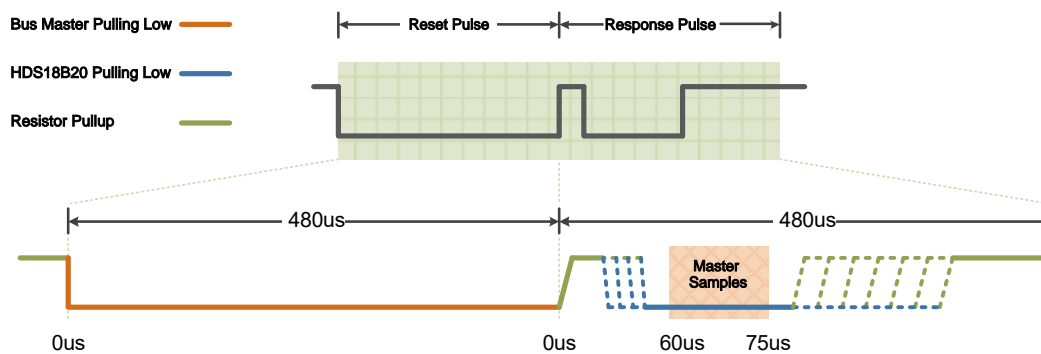 Bus Master Pulling Low
HDS18B20 Pulling Low
Resistor Pullup
Reset Pulse
Response Pulse
480us
480us
Master
Samples
0us
0us
60us
75us